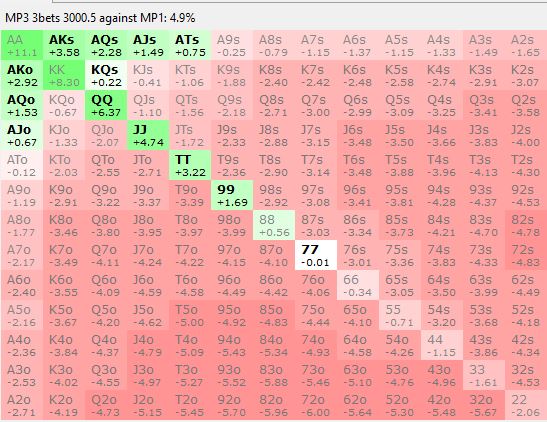 MP3 3bets 3000.5 against MP1: 4.9%
AA AKs AQs AJs ATs A9s A8s A7s A6s A5s A4s A3s A2s
+11.1 +3.58 +2.28 +1.49 +0.75 -0.25 -0.79 -1.15 -1.37 -1.15 -1.33 -1.49 -1.65
AKo KK KQs KJs KTs K9s K8s K7s K6s K5s K4s K3s K2s
+2.92 +8.30 +0.22 -0.41 -1.06 -1.88 -2.40 -2.42 -2.48 -2.58 -2.74 -2.91 -3.07
AQo KQo QQ QJs QTs Q9s Q8s Q7s Q6s Q5s Q4s Q3s Q2s
+1.53 -0.67 +6.37 -1.10 -1.56 -2.18 -2.71 -3.00 -2.99 -3.09 -3.25 -3.41 -3.58
AJo KJo QJo JJ JTs J9s J8s J7s J6s J5s J4s J3s J2s
+0.67 -1.33 -2.07 +4.74 -1.72 -2.33 -2.88 -3.15 -3.48 -3.50 -3.66 -3.83 -4.00
ATo KTo QTo JTo TT T9s T8s T7s T6s T5s T4s T3s T2s
-0.12 -2.03 -2.55 -2.71 +3.22 -2.36 -2.90 -3.14 -3.48 -3.88 -3.96 -4.13 -4.30
A9o K9o Q9o J9o T9o 99 98s 97s 96s 95s 94s 93s 92s
-1.19 -2.91 -3.22 -3.37 -3.39 +1.69 -2.92 -3.08 -3.41 -3.81 -4.28 -4.37 -4.53
A8o K8o Q8o J8o T8o 98o 88 87s 86s 85s 84s 83s 82s
-1.77 -3.46 -3.80 -3.95 -3.97 -3.99 +0.56 -3.03 -3.34 -3.73 -4.21 -4.70 -4.78
A7o K7o Q7o J7o T7o 97o 87o 77 76s 75s 74s 73s 72s
-2.17 -3.49 -4.11 -4.24 -4.22 -4.15 -4.10 -0.01 -3.01 -3.36 -3.83 -4.33 -4.83
A6o K6o Q6o J6o T6o 96o 86o 76o 66 65s 64s 63s 62s
-2.40 -3.55 -4.09 -4.59 -4.58 -4.49 -4.42 -4.06 -0.34 -3.05 -3.50 -3.99 -4.49
A5o K5o Q5o J5o T5o 95o 85o 75o 65o 55 54s 53s 52s
-2.16 -3.67 -4.20 -4.62 -5.00 -4.92 -4.83 -4.44 -4.10 -0.71 -3.20 -3.68 -4.18
A4o K4o Q4o J4o T4o 94o 84o 74o 64o 54o 44 43s 42s
-2.36 -3.84 -4.37 -4.79 -5.09 -5.43 -5.34 -4.93 -4.58 -4.26 -1.15 -3.86 -4.34
A3o K3o Q3o J3o T3o 93o 83o 73o 63o 53o 43o 33 32s
-2.53 -4.02 -4.55 -4.97 -5.27 -5.52 -5.88 -5.46 -5.10 -4.76 -4.96 -1.61 -4.53
A2o K2o Q2o J2o T2o 92o 82o 72o 62o 52o 42o 32o 22
-2.71 -4.19 -4.73 -5.15 -5.45 -5.70 -5.96 -6.00 -5.64 -5.30 -5.48 -5.67 -2.06